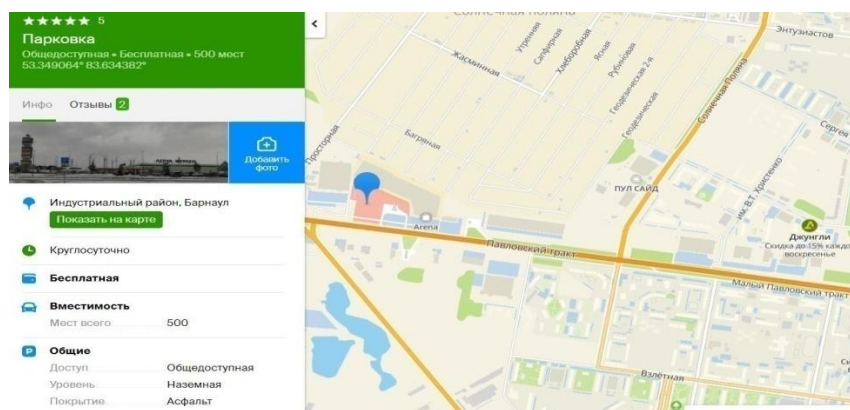 5
Парковка
Общедоступная • Бесплатная • 500 мест
53.349064° 83.634382°
Инфо
Отзывы 2
Добавить
фото
Индустриальный район, Барнаул
Показать на карте
Круглосуточно
Бесплатная
Вместимость
Мест всего 500
P Общие
Доступ Общедоступная
Уровень Наземная
Покрытие Асфальт
Солнечная Поляна
Энтузиастов
Жасминная
Утренняя
Сапфирная
Хлеборобная
Ясная
Рубиновая
Геодезическая 2-я
Геодезическая
Солнечная Поляна
Сергея
Багряная
Просторная
ПУЛ САЙД
им. В.Т. Христенко
Arena
Джунгли
Скидка до 15% каждо
воскресенье
Павловский тракт
Малый Павловский тракт
Взлётная
Си